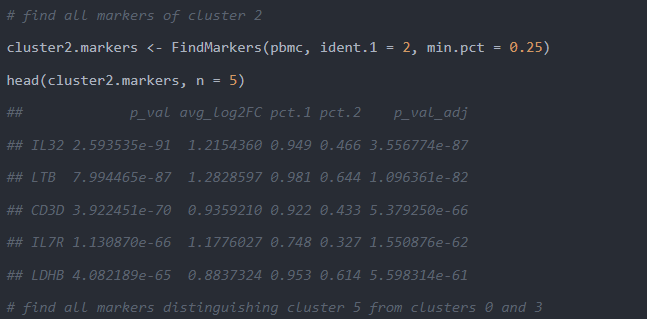 # find all markers of cluster 2
cluster2.markers <- FindMarkers(pbmc, ident.1 = 2, min.pct = 0.25)
head(cluster2.markers, n = 5)
##             p_val avg_log2FC pct.1 pct.2    p_val_adj
## IL32 2.593535e-91  1.2154360 0.949 0.466 3.556774e-87
## LTB  7.994465e-87  1.2828597 0.981 0.644 1.096361e-82
## CD3D 3.922451e-70  0.9359210 0.922 0.433 5.379250e-66
## IL7R 1.130870e-66  1.1776027 0.748 0.327 1.550876e-62
## LDHB 4.082189e-65  0.8837324 0.953 0.614 5.598314e-61
# find all markers distinguishing cluster 5 from clusters 0 and 3